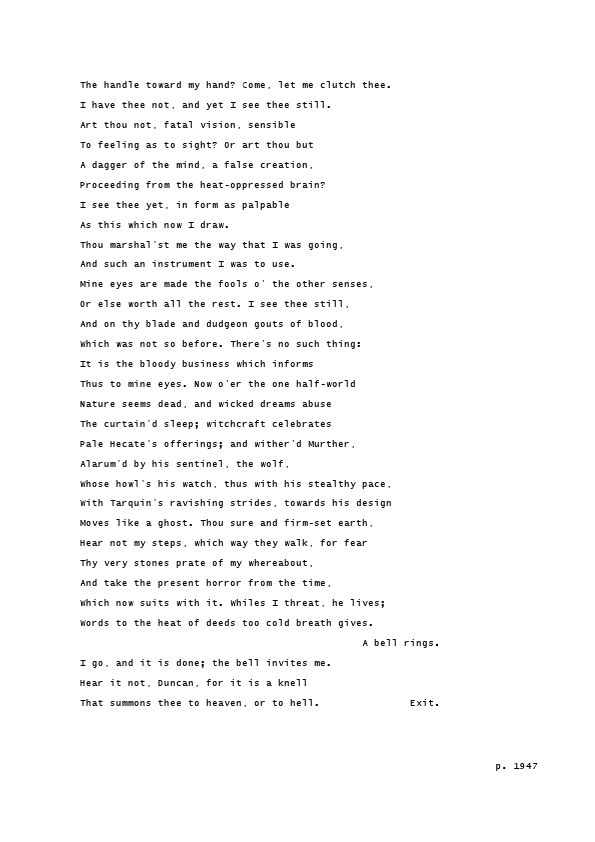 The handle toward my hand? Come, let me clutch thee.
I have thee not, and yet I see thee still.
Art thou not, fatal vision, sensible
To feeling as to sight? Or art thou but
A dagger of the mind, a false creation,
Proceeding from the heat-oppressed brain?
I see thee yet, in form as palpable
As this which now I draw.
Thou marshal'st me the way that I was going,
And such an instrument I was to use.
Mine eyes are made the fools o' the other senses,
Or else worth all the rest. I see thee still,
And on thy blade and dudgeon gouts of blood,
Which was not so before. There's no such thing:
It is the bloody business which informs
Thus to mine eyes. Now o'er the one half-world
Nature seems dead, and wicked dreams abuse
The curtain'd sleep; witchcraft celebrates
Pale Hecate's offerings; and wither'd Murther,
Alarum'd by his sentinel, the wolf,
Whose howl's his watch, thus with his stealthy pace,
With Tarquin's ravishing strides, towards his design
Moves like a ghost. Thou sure and firm-set earth,
Hear not my steps, which way they walk, for fear
Thy very stones prate of my whereabout,
And take the present horror from the time,
Which now suits with it. Whiles I threat, he lives;
Words to the heat of deeds too cold breath gives.
A bell rings.
I go, and it is done; the bell invites me.
Hear it not, Duncan, for it is a knell
That summons thee to heaven, or to hell. Exit.
p. 1947